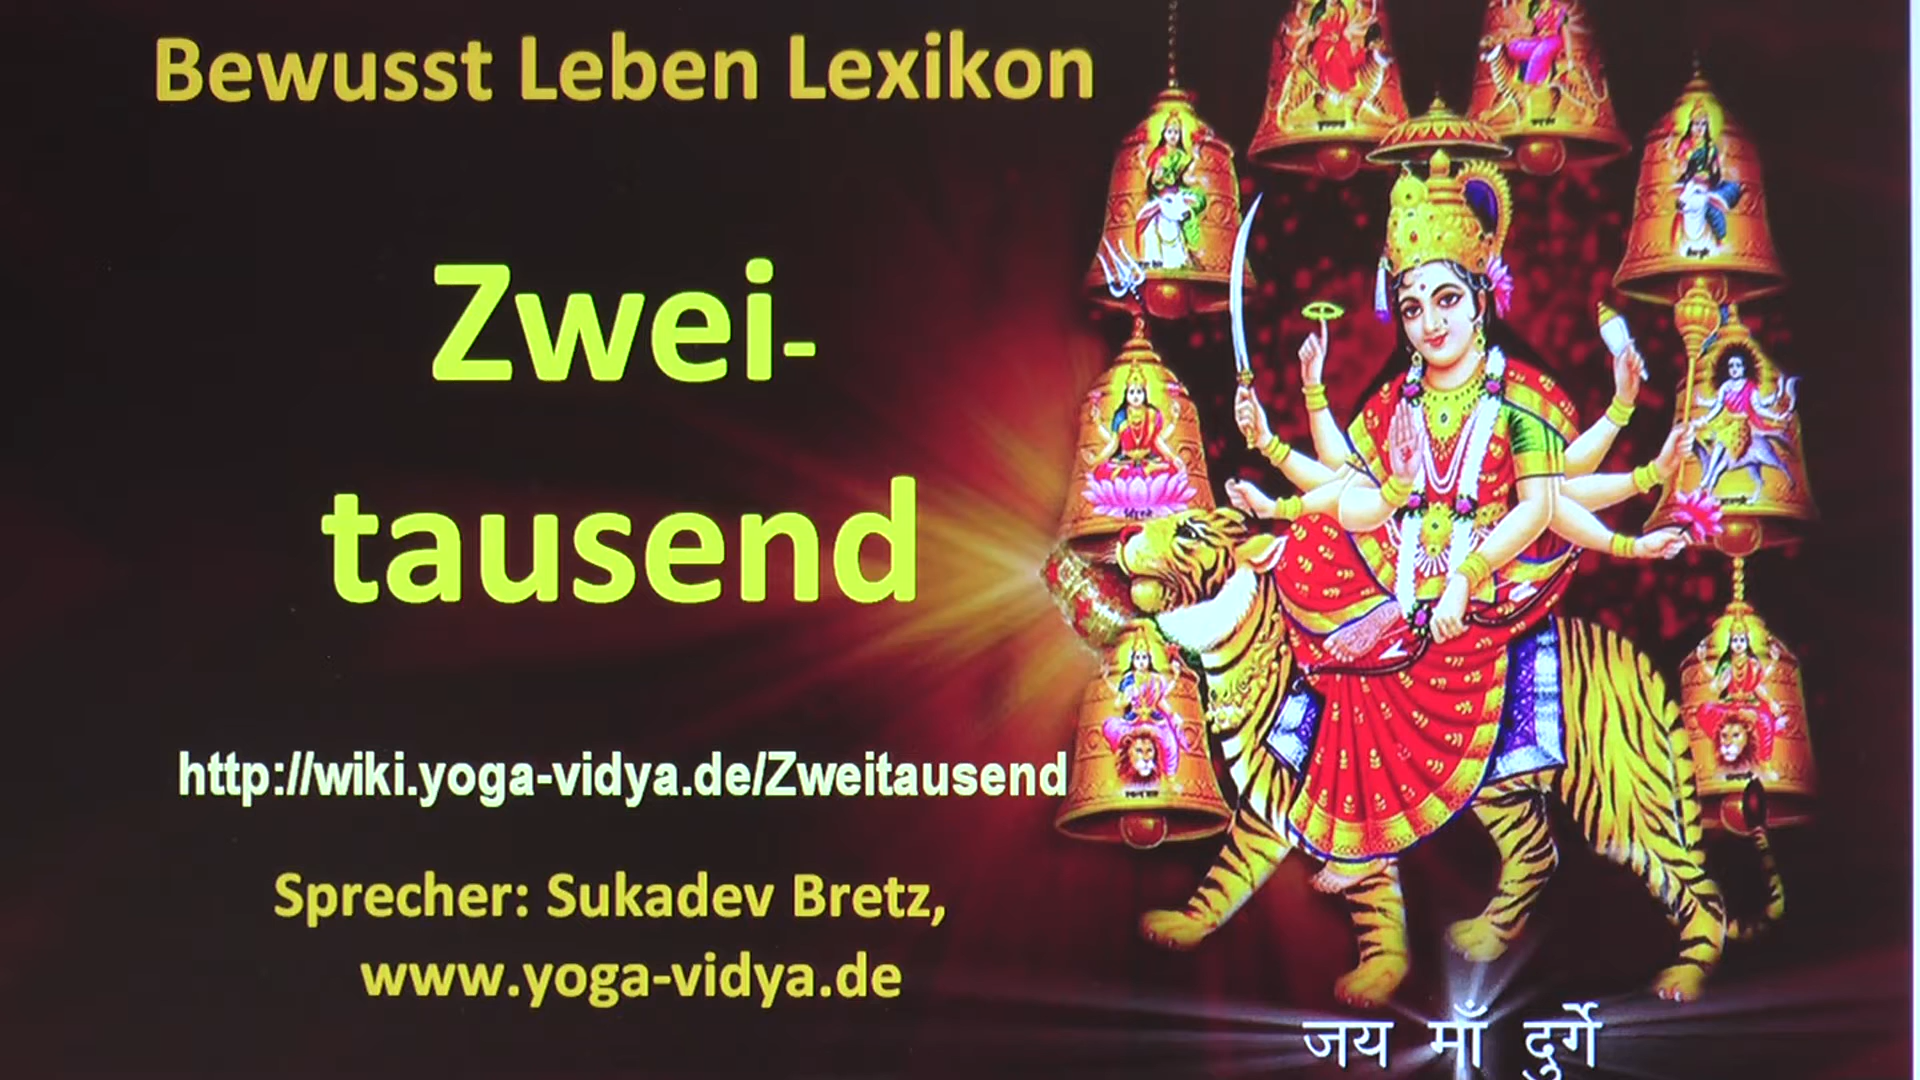 Bewusst Leben Lexikon
Zwei-
tausend
http://wiki.yoga-vidya.de/Zweitausend
Sprecher: Sukadev Bretz,
www.yoga-vidya.de
जय माँ दुर्गे